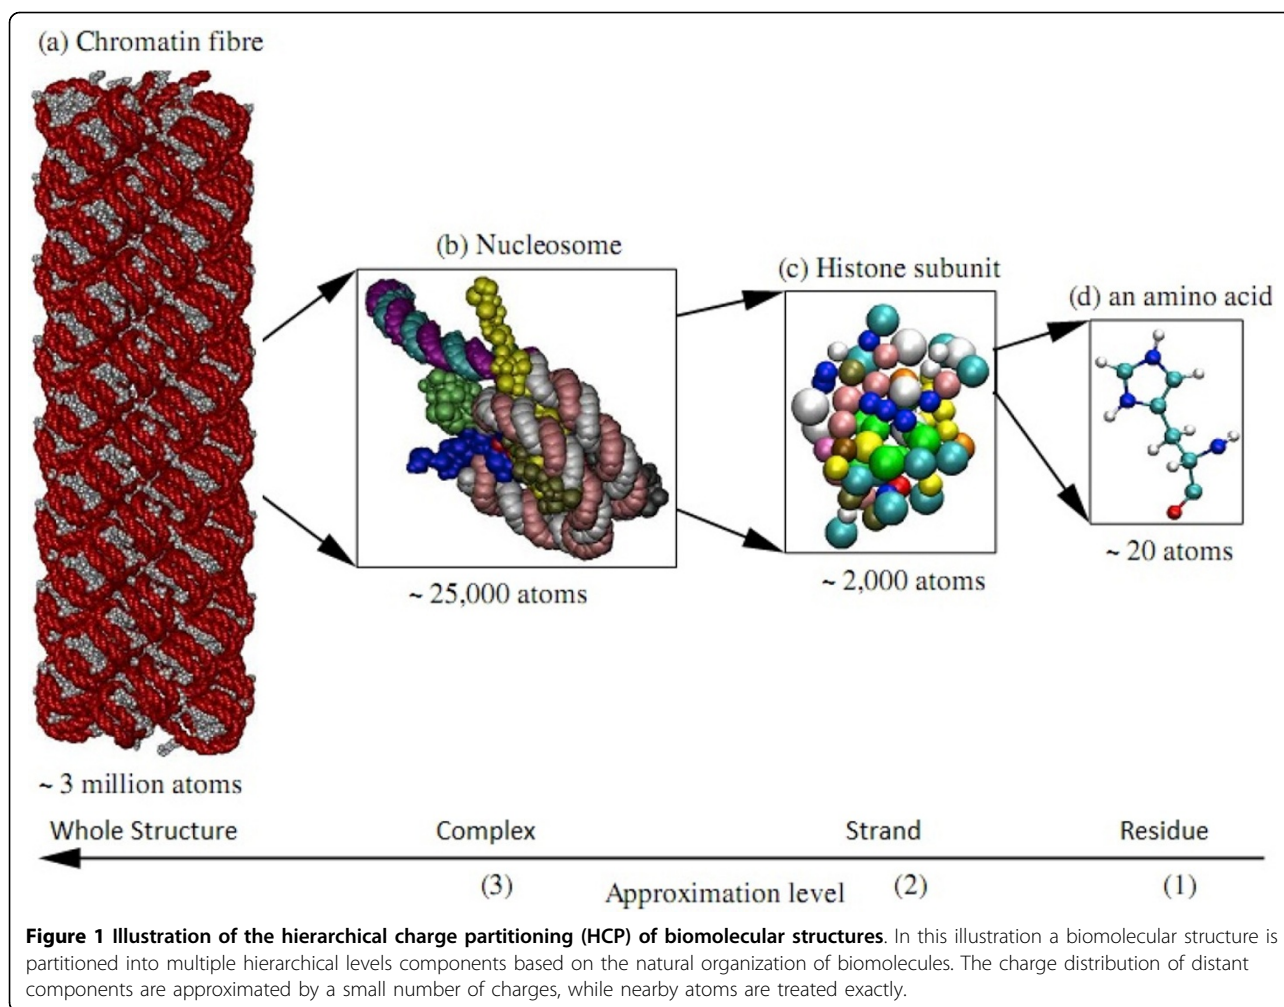 (a) Chromatin fibre
(b) Nucleosome
(c) Histone subunit
(d) an amino acid
~ 20 atoms
~ 2,000 atoms
~ 25,000 atoms
~ 3 million atoms
Whole Structure Complex Strand Residue
(3) Approximation level (2) (1)
Figure 1 Illustration of the hierarchical charge partitioning (HCP) of biomolecular structures. In this illustration a biomolecular structure is
partitioned into multiple hierarchical levels components based on the natural organization of biomolecules. The charge distribution of distant
components are approximated by a small number of charges, while nearby atoms are treated exactly.